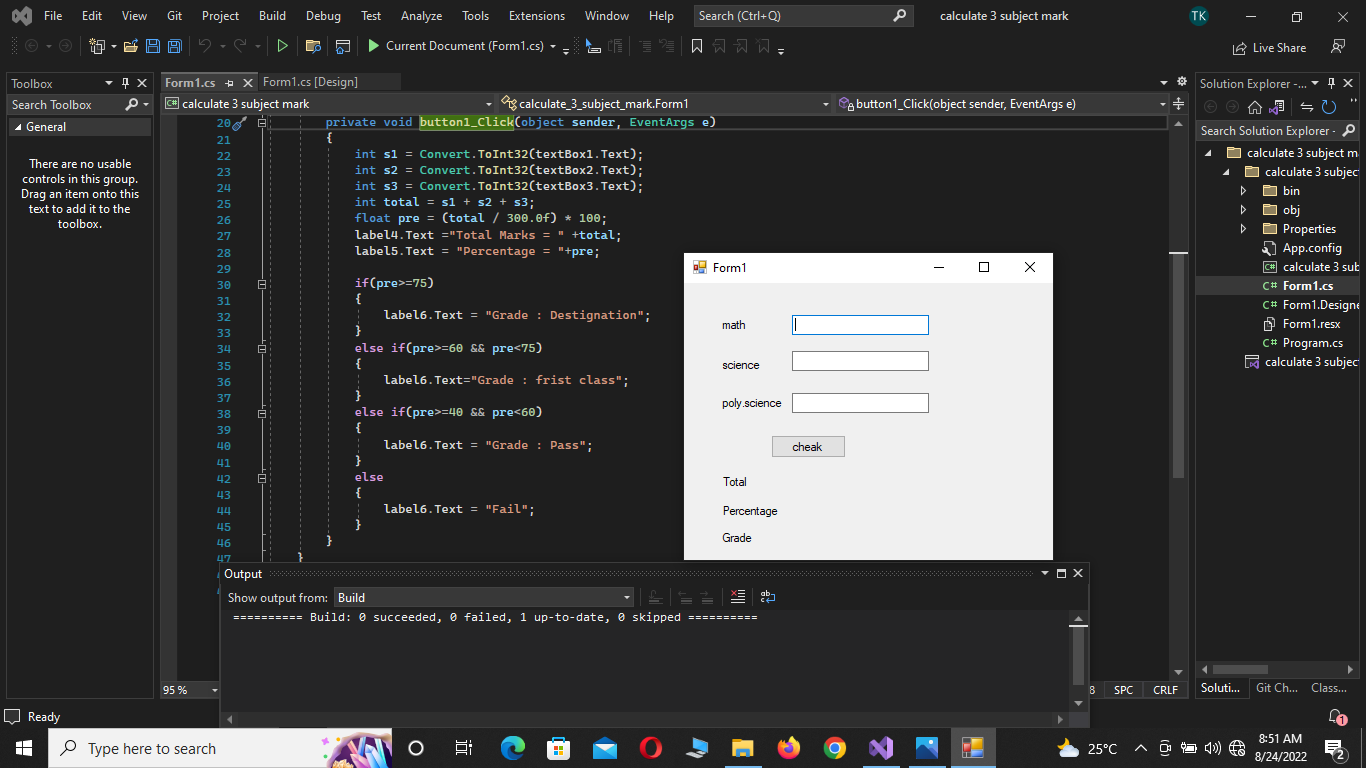 File Edit View Git Project Build Debug Test Analyze Tools Extensions Window Help Search (Ctrl+Q) calculate 3 subject mark TK
Current Document (Form1.cs) Live Share
Toolbox
Search Toolbox
General
There are no usable
controls in this group.
Drag an item onto this
text to add it to the
toolbox.
Form1.cs Form1.cs [Design]
calculate 3 subject mark calculate_3_subject_mark.Form1 button1_Click(object sender, EventArgs e)
20 private void button1_Click(object sender, EventArgs e)
21 {
22 int s1 = Convert.ToInt32(textBox1.Text);
23 int s2 = Convert.ToInt32(textBox2.Text);
24 int s3 = Convert.ToInt32(textBox3.Text);
25 int total = s1 + s2 + s3;
26 float pre = (total / 300.0f) * 100;
27 label4.Text ="Total Marks = " +total;
28 label5.Text = "Percentage = "+pre;
29
30 if(pre>=75)
31 {
32 label6.Text = "Grade : Destignation";
33 }
34 else if(pre>=60 && pre<75)
35 {
36 label6.Text="Grade : frist class";
37 }
38 else if(pre>=40 && pre<60)
39 {
40 label6.Text = "Grade : Pass";
41 }
42 else
43 {
44 label6.Text = "Fail";
45 }
46 }
47 }
Form1
math
science
poly.science
cheak
Total
Percentage
Grade
Output
Show output from: Build
========== Build: 0 succeeded, 0 failed, 1 up-to-date, 0 skipped ==========
95 % SPC CRLF
Solution Explorer - ...
Search Solution Explorer -
calculate 3 subject ma
calculate 3 subject
bin
obj
Properties
App.config
calculate 3 sub
Form1.cs
Form1.Designe
Form1.resx
Program.cs
calculate 3 subject
Soluti... Git Ch... Class...
Ready 1
Type here to search 25°C 8:51 AM
8/24/2022 2